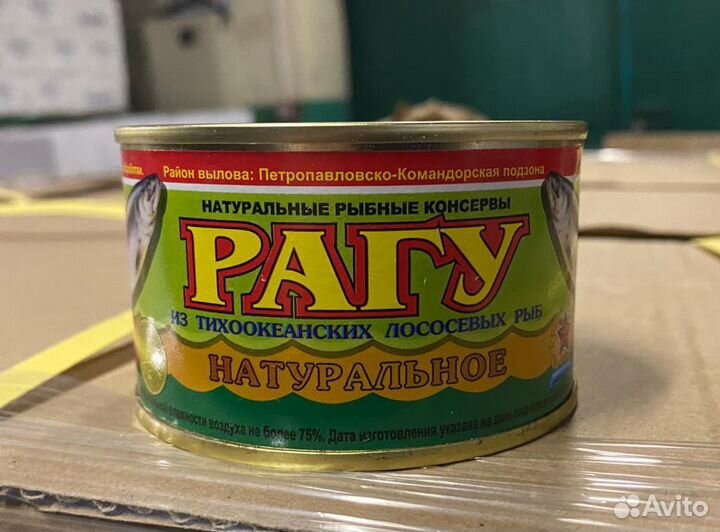 Район вылова: Петропавловско-Командорская подзона
НАТУРАЛЬНЫЕ РЫБНЫЕ КОНСЕРВЫ
РАГУ
ИЗ ТИХООКЕАНСКИХ ЛОСОСЕВЫХ РЫБ
НАТУРАЛЬНОЕ
влажности воздуха не более 75%. Дата изготовления указана на
Avito